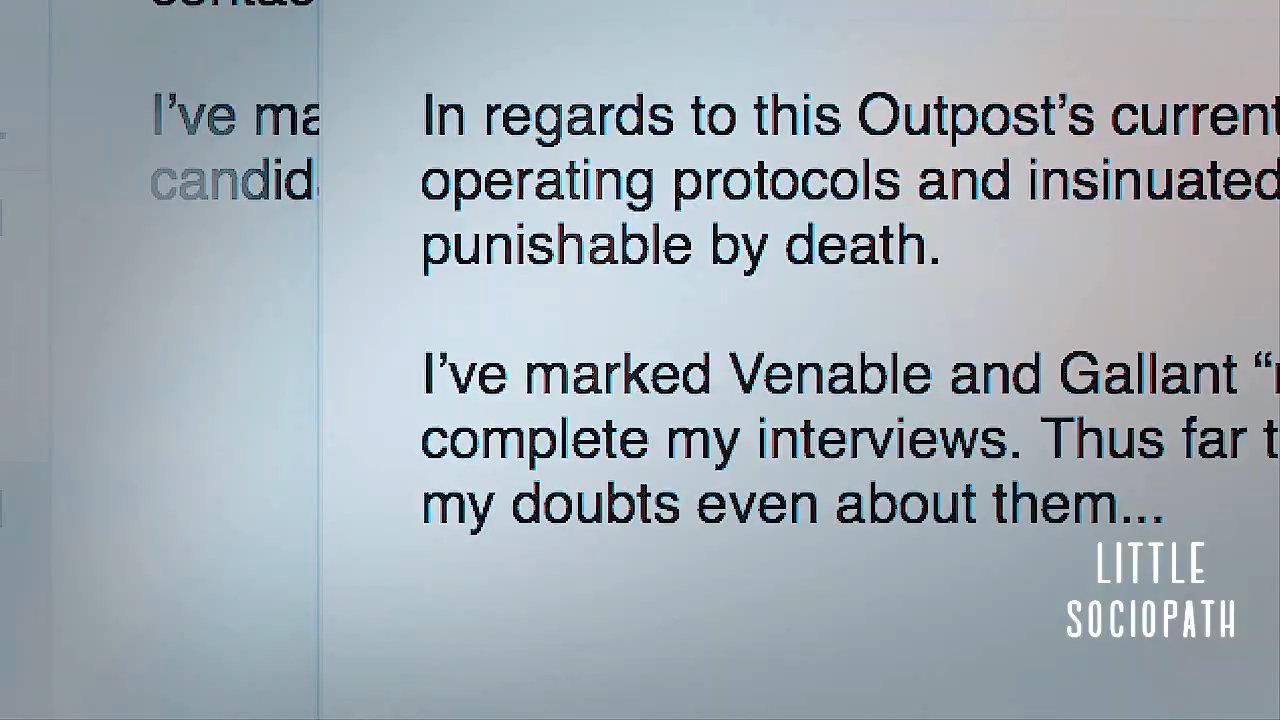 I've ma
candid
In regards to this Outpost's current
operating protocols and insinuated
punishable by death.
I've marked Venable and Gallant “
complete my interviews. Thus far t
my doubts even about them...
LITTLE
SOCIOPATH